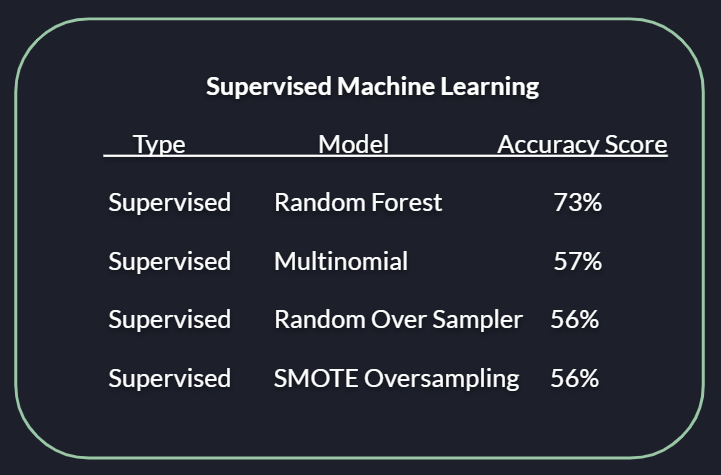 Supervised Machine Learning
Type Model Accuracy Score
Supervised Random Forest 73%
Supervised Multinomial 57%
Supervised Random Over Sampler 56%
Supervised SMOTE Oversampling 56%